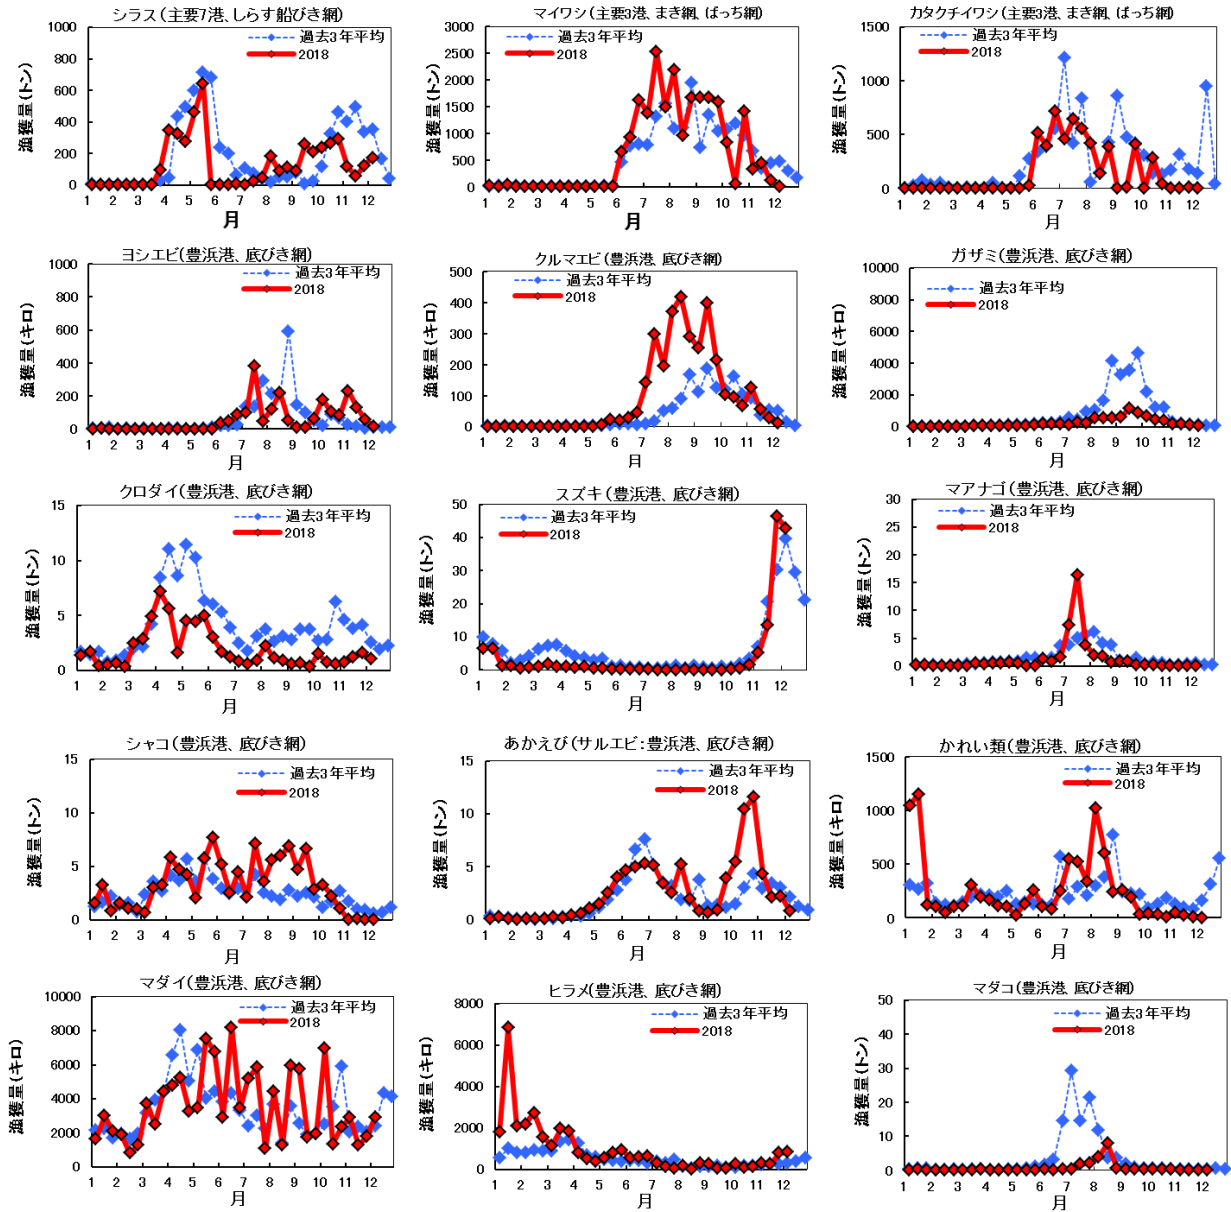 シラス(主要7港、しらす船びき網)
過去3年平均
2018
漁獲量(トン)
1000
800
600
400
200
0
1 2 3 4 5 6 7 8 9 10 11 12
月
マイワシ(主要3港、まき網、ばっち網)
過去3年平均
2018
漁獲量(トン)
3000
2500
2000
1500
1000
500
0
1 2 3 4 5 6 7 8 9 10 11 12
月
カタクチイワシ(主要3港、まき網、ばっち網)
過去3年平均
2018
漁獲量(トン)
1500
1000
500
0
1 2 3 4 5 6 7 8 9 10 11 12
月
ヨシエビ(豊浜港、底びき網)
過去3年平均
2018
漁獲量(キロ)
1000
800
600
400
200
0
1 2 3 4 5 6 7 8 9 10 11 12
月
クルマエビ(豊浜港、底びき網)
過去3年平均
2018
漁獲量(キロ)
500
400
300
200
100
0
1 2 3 4 5 6 7 8 9 10 11 12
月
ガザミ(豊浜港、底びき網)
過去3年平均
2018
漁獲量(キロ)
10000
8000
6000
4000
2000
0
1 2 3 4 5 6 7 8 9 10 11 12
月
クロダイ(豊浜港、底びき網)
過去3年平均
2018
漁獲量(トン)
15
10
5
0
1 2 3 4 5 6 7 8 9 10 11 12
月
スズキ(豊浜港、底びき網)
過去3年平均
2018
漁獲量(トン)
50
40
30
20
10
0
1 2 3 4 5 6 7 8 9 10 11 12
月
マアナゴ(豊浜港、底びき網)
過去3年平均
2018
漁獲量(トン)
30
25
20
15
10
5
0
1 2 3 4 5 6 7 8 9 10 11 12
月
シャコ(豊浜港、底びき網)
過去3年平均
2018
漁獲量(トン)
15
10
5
0
1 2 3 4 5 6 7 8 9 10 11 12
月
あかえび(サルエビ:豊浜港、底びき網)
過去3年平均
2018
漁獲量(トン)
15
10
5
0
1 2 3 4 5 6 7 8 9 10 11 12
月
かれい類(豊浜港、底びき網)
過去3年平均
2018
漁獲量(キロ)
1500
1000
500
0
1 2 3 4 5 6 7 8 9 10 11 12
月
マダイ(豊浜港、底びき網)
過去3年平均
2018
漁獲量(キロ)
10000
8000
6000
4000
2000
0
1 2 3 4 5 6 7 8 9 10 11 12
月
ヒラメ(豊浜港、底びき網)
過去3年平均
2018
漁獲量(キロ)
8000
6000
4000
2000
0
1 2 3 4 5 6 7 8 9 10 11 12
月
マダコ(豊浜港、底びき網)
過去3年平均
2018
漁獲量(トン)
50
40
30
20
10
0
1 2 3 4 5 6 7 8 9 10 11 12
月